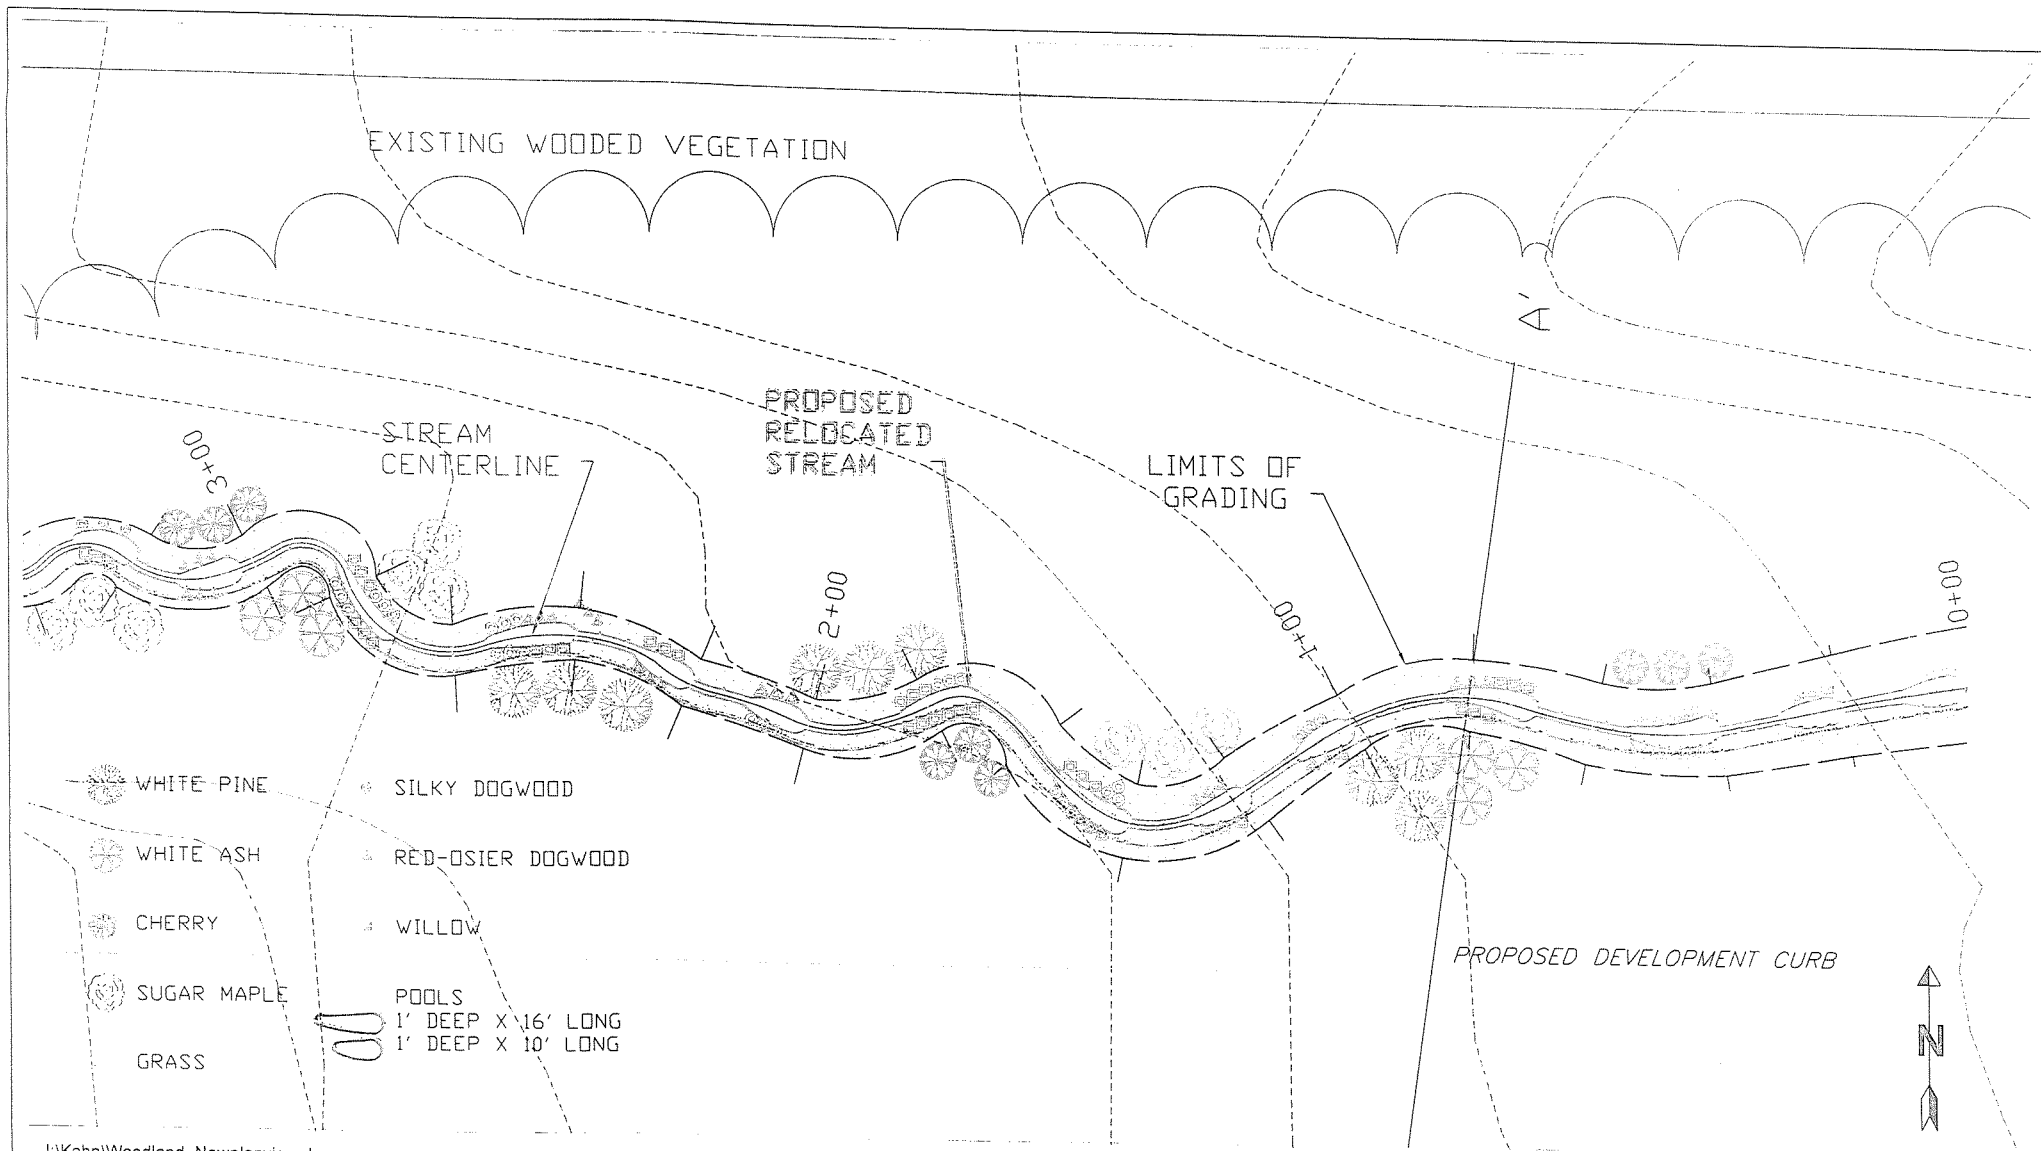 EXISTING WOODED VEGETATION
A'
PROPOSED
RELOCATED
STREAM
STREAM
CENTERLINE
LIMITS OF
GRADING
3+00
2+00
1+00
0+00
WHITE PINE
WHITE ASH
CHERRY
SUGAR MAPLE
GRASS
SILKY DOGWOOD
RED-OSIER DOGWOOD
WILLOW
POOLS
1' DEEP X 16' LONG
1' DEEP X 10' LONG
PROPOSED DEVELOPMENT CURB
N